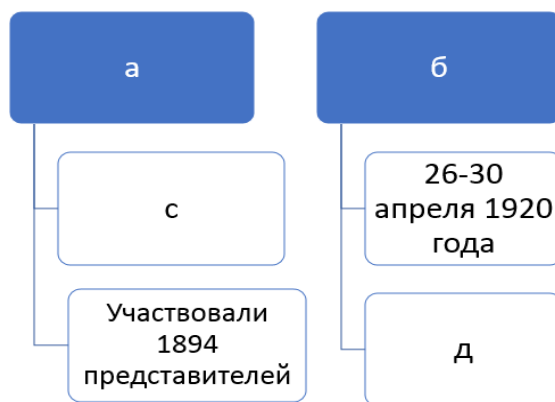 а
б
с
26-30
апреля 1920
года
Участвовали
1894
представителей
д